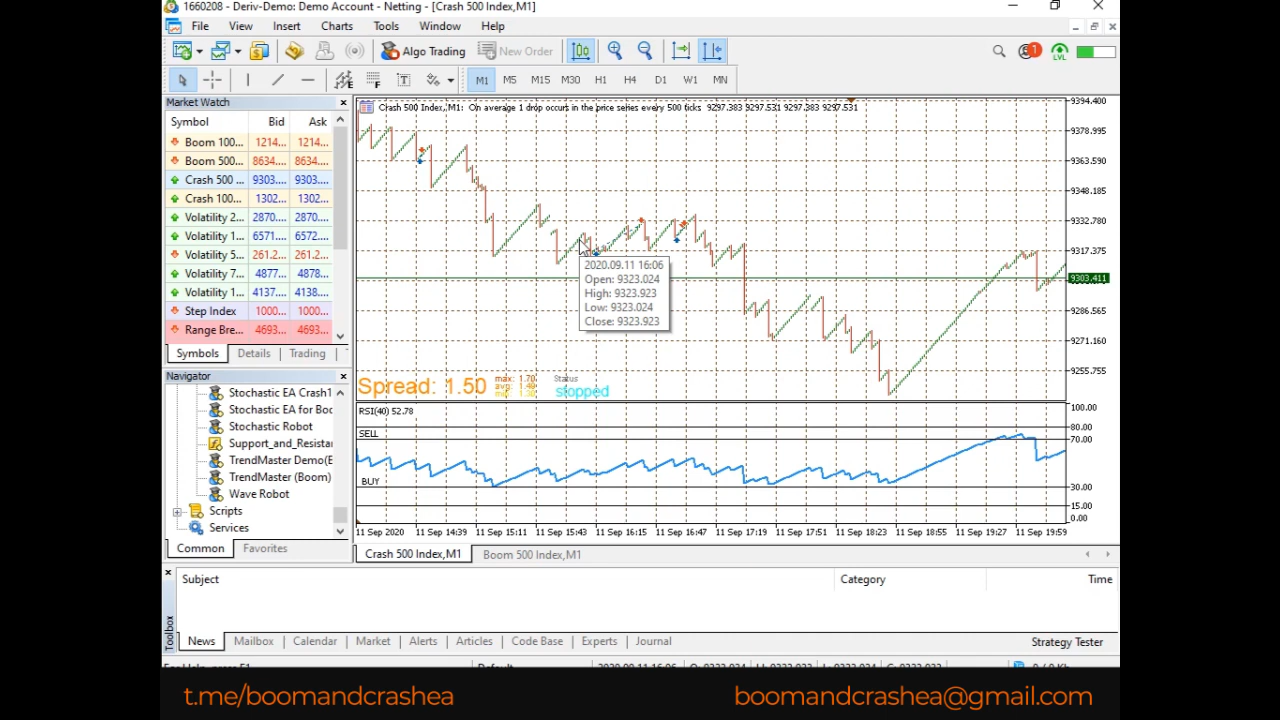 1660208 - Deriv-Demo: Demo Account - Netting - [Crash 500 Index,M1]
File View Insert Charts Tools Window Help
Algo Trading New Order 1 LVL
F T M1 M5 M15 M30 H1 H4 D1 W1 MN
Market Watch
Symbol Bid Ask
Boom 100... 1214.... 1214....
Boom 500... 8634.... 8634....
Crash 500 ... 9303.... 9303....
Crash 100... 1302... 1302...
Volatility 2... 2870.... 2870....
Volatility 1... 6571.... 6572....
Volatility 5... 261.2... 261.2...
Volatility 7... 4877... 4878...
Volatility 1... 4137... 4138...
Step Index 1000... 1000...
Range Bre... 4693... 4693...
Symbols Details Trading
Navigator
Stochastic EA Crash1
Stochastic EA for Boo
Stochastic Robot
Support_and_Resista
TrendMaster Demo(B
TrendMaster (Boom)
Wave Robot
Scripts
Services
Common Favorites
Crash 500 Index, M1: On average 1 drop occurs in the price series every 500 ticks 9297.383 9297.531 9297.383 9297.531
9394.400
9378.995
9363.590
9348.185
9332.780
9317.375
9303.411
9286.565
9271.160
9255.755
2020.09.11 16:06
Open: 9323.024
High: 9323.923
Low: 9323.024
Close: 9323.923
Spread: 1.50
max: 1.70
Status
stopped
RSI(40) 52.78
SELL
BUY
100.00
80.00
70.00
30.00
15.00
0.00
11 Sep 2020 11 Sep 14:39 11 Sep 15:11 11 Sep 15:43 11 Sep 16:15 11 Sep 16:47 11 Sep 17:19 11 Sep 17:51 11 Sep 18:23 11 Sep 18:55 11 Sep 19:27 11 Sep 19:59
Crash 500 Index,M1 Boom 500 Index,M1
Subject Category Time
Toolbox
News Mailbox Calendar Market Alerts Articles Code Base Experts Journal Strategy Tester
t.me/boomandcrashea boomandcrashea@gmail.com